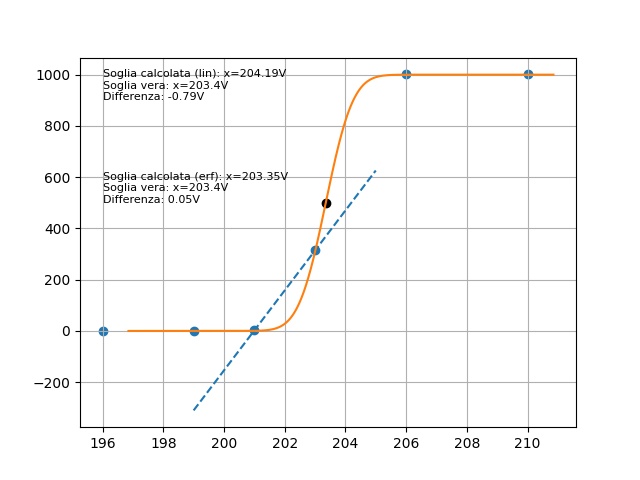 Soglia calcolata (lin): x=204.19V
Soglia vera: x=203.4V
Differenza: -0.79V
Soglia calcolata (erf): x=203.35V
Soglia vera: x=203.4V
Differenza: 0.05V
1000
800
600
400
200
0
−200
196 198 200 202 204 206 208 210